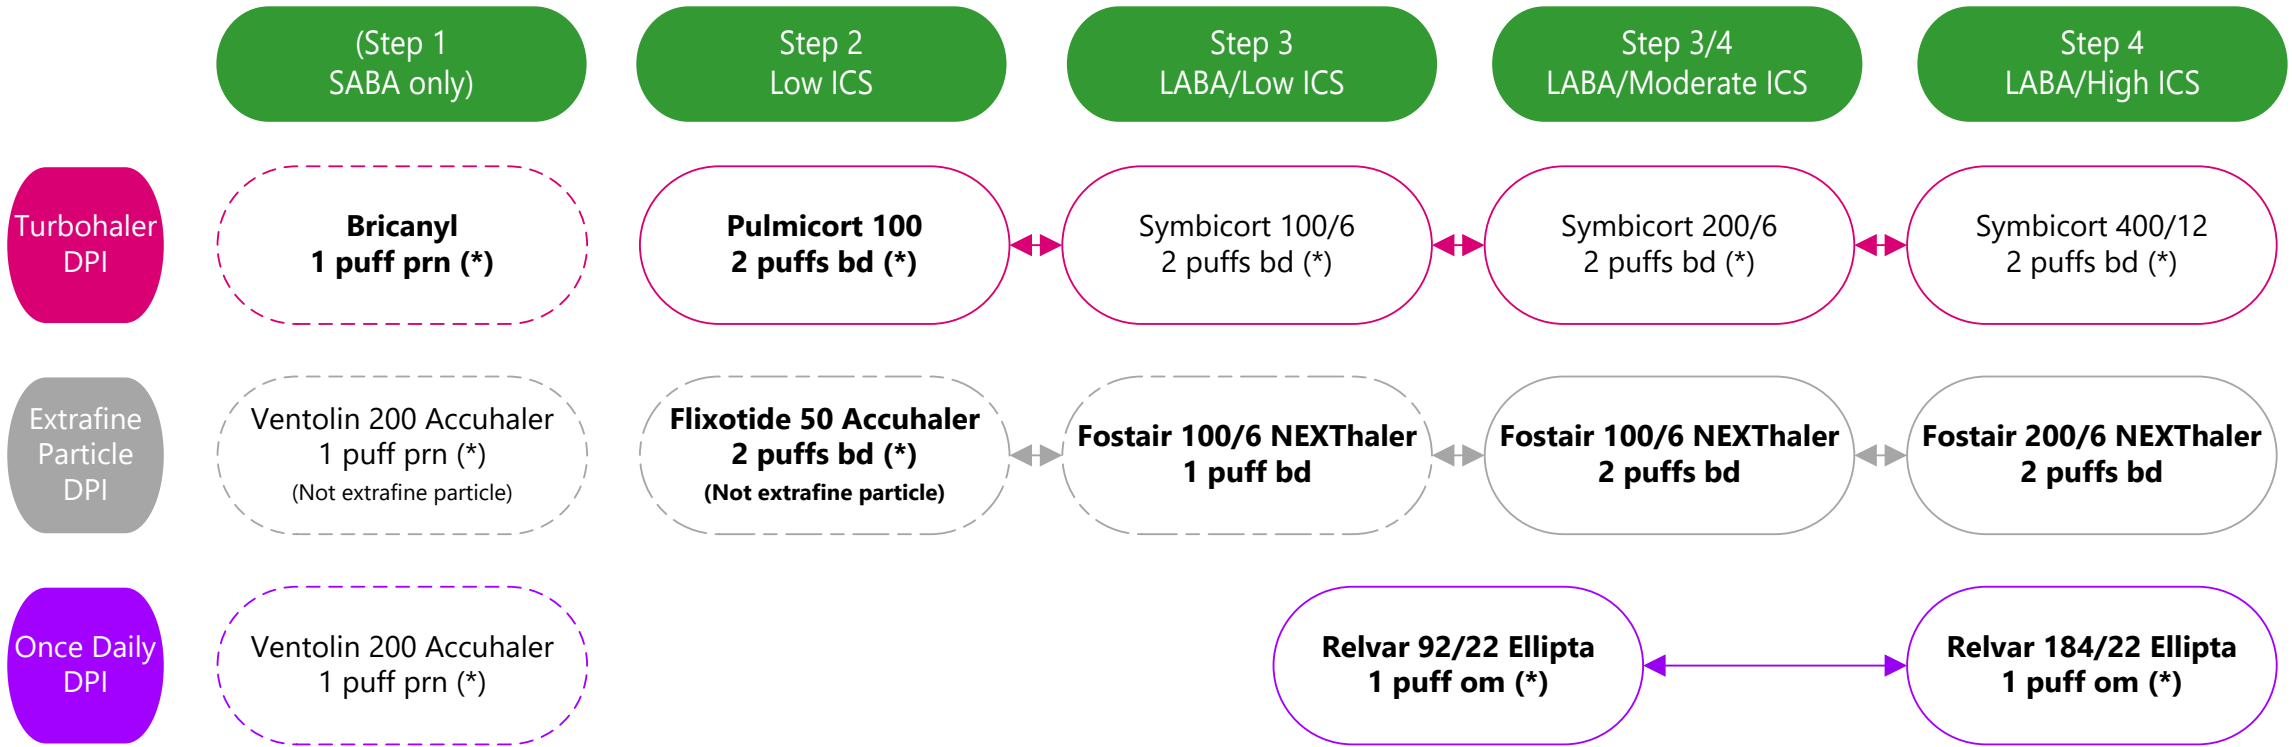 (Step 1
SABA only)
Step 2
Low ICS
Step 3
LABA/Low ICS
Step 3/4
LABA/Moderate ICS
Step 4
LABA/High ICS
Turbohaler
DPI
Bricanyl
1 puff prn (*)
Pulmicort 100
2 puffs bd (*)
Symbicort 100/6
2 puffs bd (*)
Symbicort 200/6
2 puffs bd (*)
Symbicort 400/12
2 puffs bd (*)
Extrafine
Particle
DPI
Ventolin 200 Accuhaler
1 puff prn (*)
(Not extrafine particle)
Flixotide 50 Accuhaler
2 puffs bd (*)
(Not extrafine particle)
Fostair 100/6 NEXThaler
1 puff bd
Fostair 100/6 NEXThaler
2 puffs bd
Fostair 200/6 NEXThaler
2 puffs bd
Once Daily
DPI
Ventolin 200 Accuhaler
1 puff prn (*)
Relvar 92/22 Ellipta
1 puff om (*)
Relvar 184/22 Ellipta
1 puff om (*)